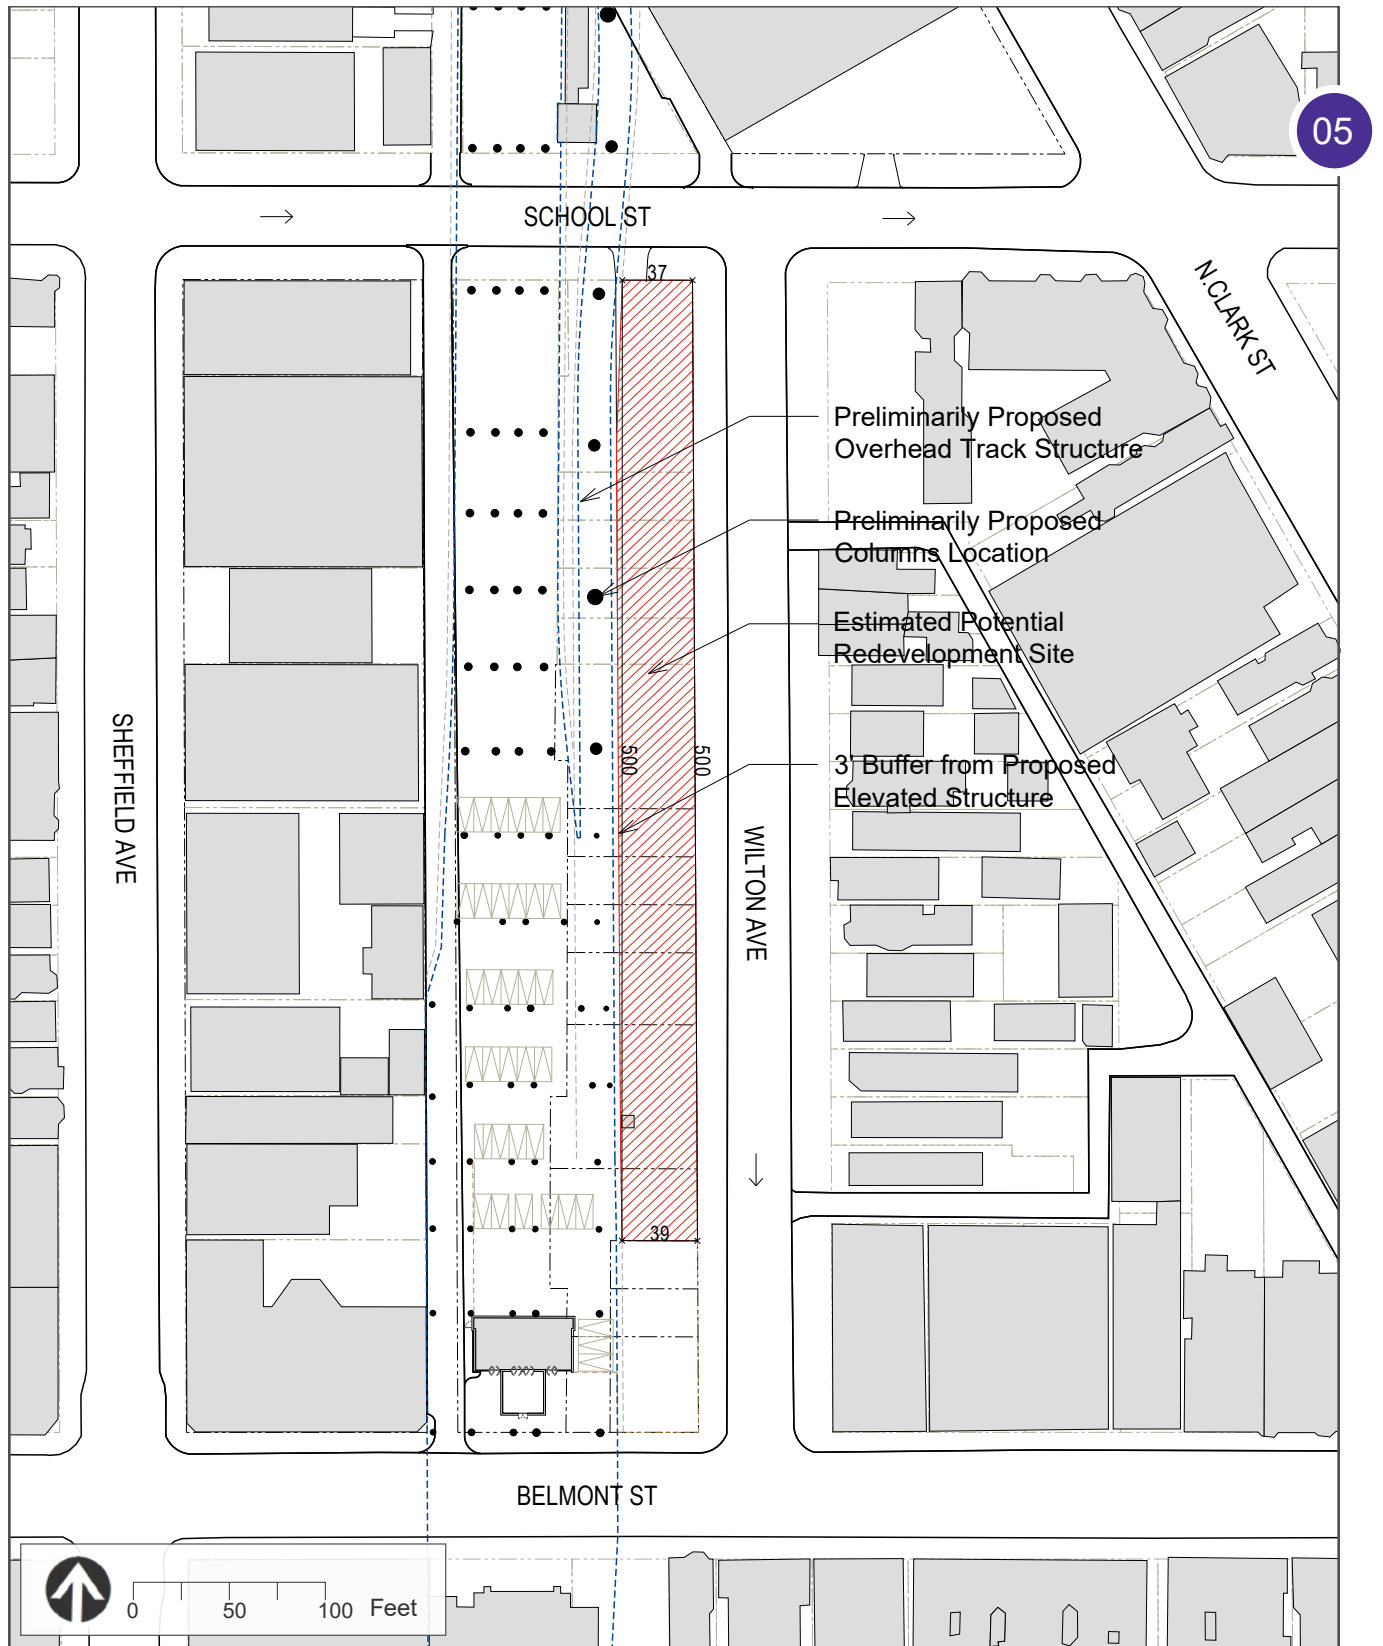 05
SCHOOL ST
37
N.CLARK ST
Preliminarily Proposed
Overhead Track Structure
Preliminarily Proposed
Columns Location
Estimated Potential
Redevelopment Site
SHEFFIELD AVE
500
500
3' Buffer from Proposed
Elevated Structure
WILTON AVE
39
BELMONT ST
0 50 100 Feet